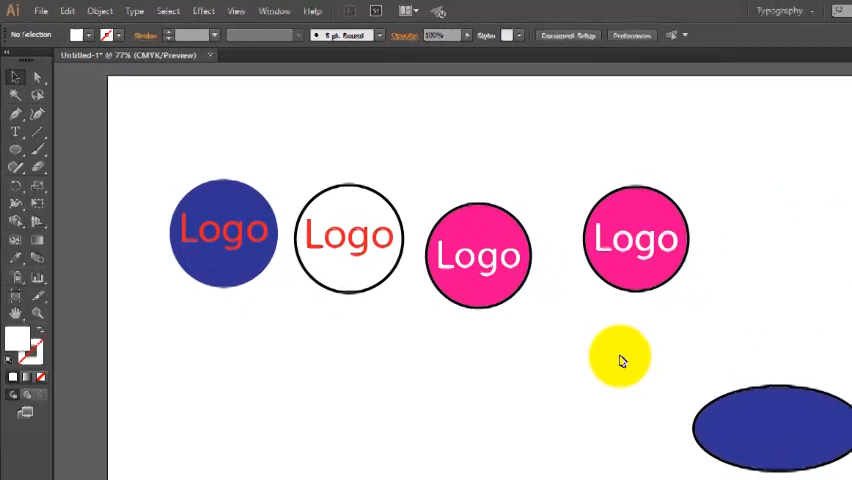 Ai File Edit Object Type Select Effect View Window Help Typography
No Selection Stroke: 5 pt. Round Opacity: 100% Style: Document Setup Preferences
Untitled-1* @ 77% (CMYK/Preview) ×
Logo Logo Logo Logo